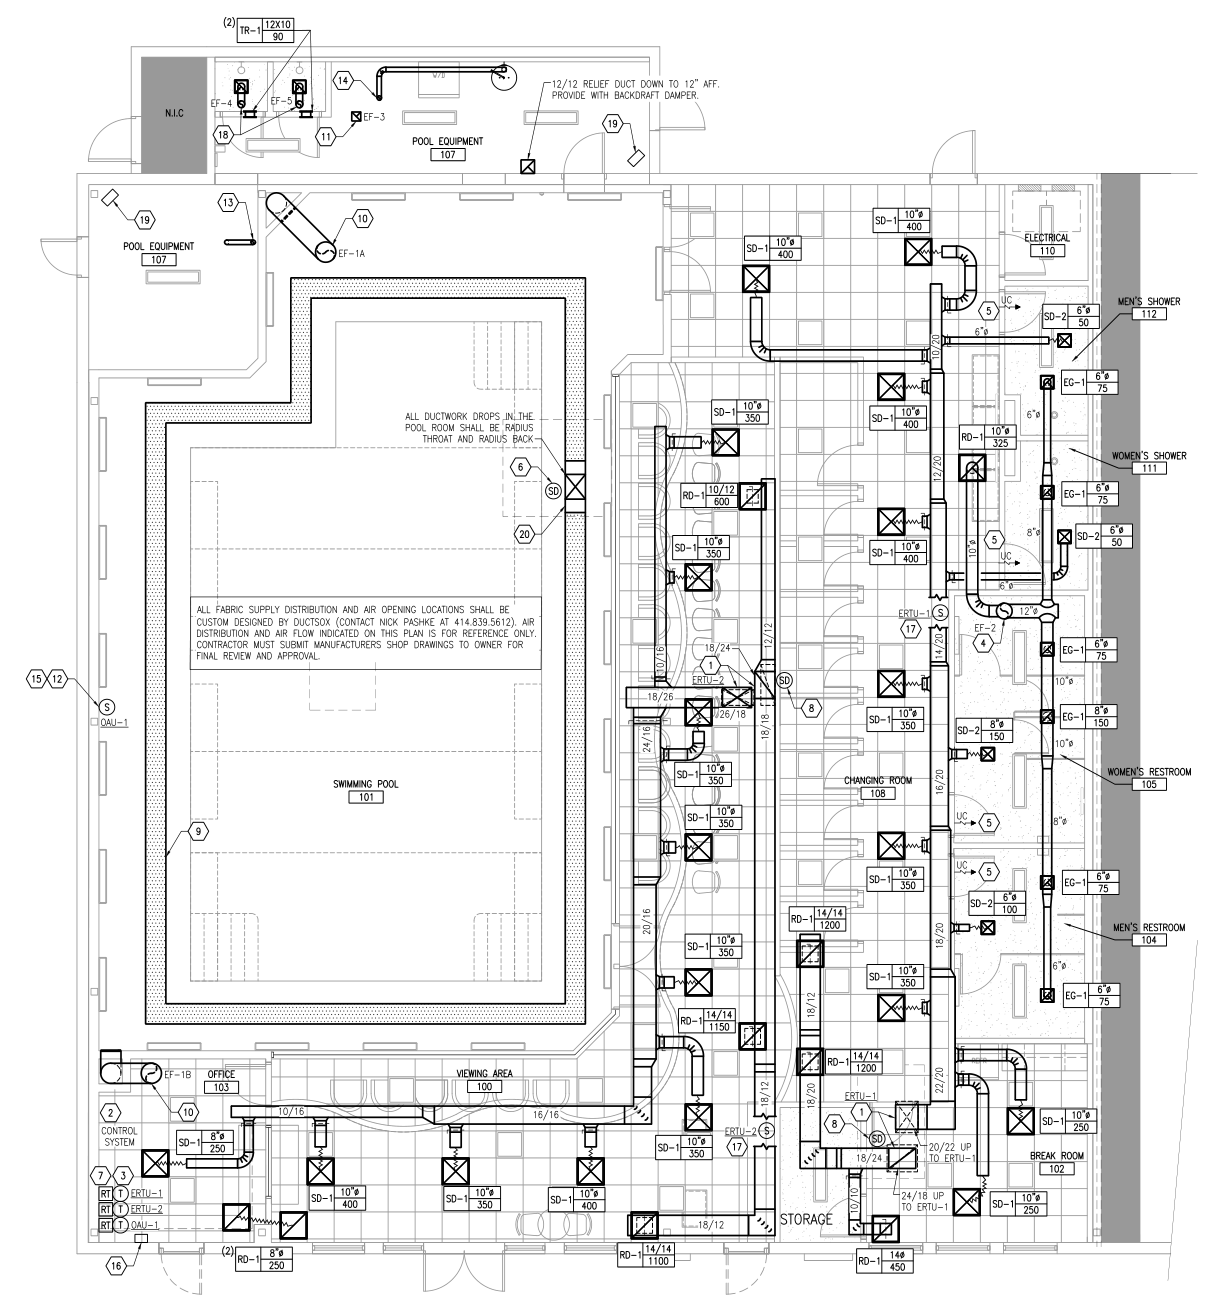 (2)
TR-1 12X10
90
14
W/D
12/12 RELIEF DUCT DOWN TO 12" AFF.
PROVIDE WITH BACKDRAFT DAMPER.
EF-4
EF-5
N.I.C
EF-3
18
11
19
POOL EQUIPMENT
107
19
13
10
POOL EQUIPMENT
107
EF-1A
SD-1 10"ø
400
SD-1 10"ø
400
ELECTRICAL
110
UC
5
MEN'S SHOWER
112
SD-2 6"ø
50
6"ø
10/20
EG-1 6"ø
75
SD-1 10"ø
400
ALL DUCTWORK DROPS IN THE
POOL ROOM SHALL BE RADIUS
THROAT AND RADIUS BACK
SD-1 10"ø
350
6"ø
RD-1 10"ø
325
WOMEN'S SHOWER
111
6
SD
12/20
RD-1 10/12
600
EG-1 6"ø
75
20
SD-1 10"ø
350
SD-1 10"ø
400
8"ø
5
10"ø
UC
SD-2 6"ø
50
6"ø
ALL FABRIC SUPPLY DISTRIBUTION AND AIR OPENING LOCATIONS SHALL BE
CUSTOM DESIGNED BY DUCTSOX (CONTACT NICK PASHKE AT 414.839.5612). AIR
DISTRIBUTION AND AIR FLOW INDICATED ON THIS PLAN IS FOR REFERENCE ONLY.
CONTRACTOR MUST SUBMIT MANUFACTURERS SHOP DRAWINGS TO OWNER FOR
FINAL REVIEW AND APPROVAL.
ERTU-1 S
17
12"ø
EF-2
4
12/12
14/20
18/24
1
10/16
EG-1 6"ø
75
15 12
ERTU-2
SD
10"ø
18/26
8
S
OAU-1
26/18
SD-1 10"ø
350
EG-1 8"ø
150
24/16
18/18
SD-2 8"ø
150
10"ø
SD-1 10"ø
350
WOMEN'S RESTROOM
105
SWIMMING POOL
101
CHANGING ROOM
108
16/20
SD-1 10"ø
350
UC
5
8"ø
9
SD-1 10"ø
350
UC
5
EG-1 6"ø
75
SD-2 6"ø
100
20/16
RD-1 14/14
1200
MEN'S RESTROOM
104
18/20
SD-1 10"ø
350
6"ø
SD-1 10"ø
350
EG-1 6"ø
75
18/12
RD-1 14/14
1150
RD-1 14/14
1200
EF-1B
OFFICE
103
VIEWING AREA
100
REFR
22/20
18/12
18/20
ERTU-1
10
2
CONTROL
SYSTEM
10/16
16/16
1
SD-1 10"ø
250
ERTU-2 S
8
SD
SD-1 8"ø
250
SD-1 10"ø
350
17
20/22 UP
TO ERTU-1
18/24
BREAK ROOM
102
7 3
RT T ERTU-1
RT T ERTU-2
RT T OAU-1
SD-1 10"ø
400
SD-1 10"ø
350
SD-1 10"ø
400
10/10
24/18 UP
TO ERTU-1
SD-1 10"ø
250
18/12
STORAGE
16
(2)
RD-1 8"ø
250
RD-1 14/14
1100
RD-1 14ø
450